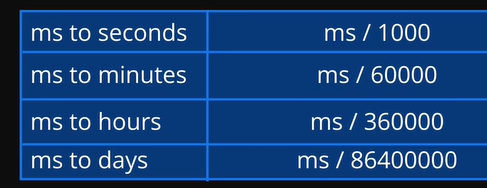 ms to seconds ms / 1000
ms to minutes ms / 60000
ms to hours ms / 360000
ms to days ms / 86400000